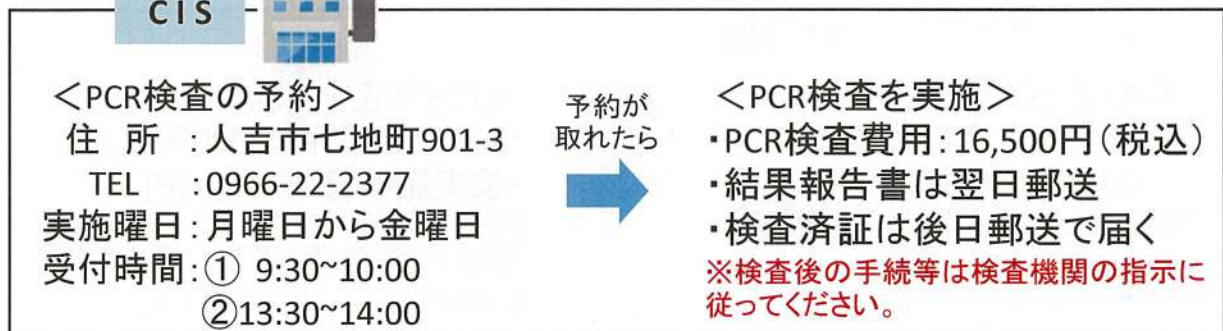 CIS
<PCR検査の予約>
住 所 :人吉市七地町901-3
TEL :0966-22-2377
実施曜日:月曜日から金曜日
受付時間:① 9:30~10:00
②13:30~14:00
予約が
取れたら
<PCR検査を実施>
・PCR検査費用:16,500円(税込)
・結果報告書は翌日郵送
・検査済証は後日郵送で届く
※検査後の手続等は検査機関の指示に
従ってください。